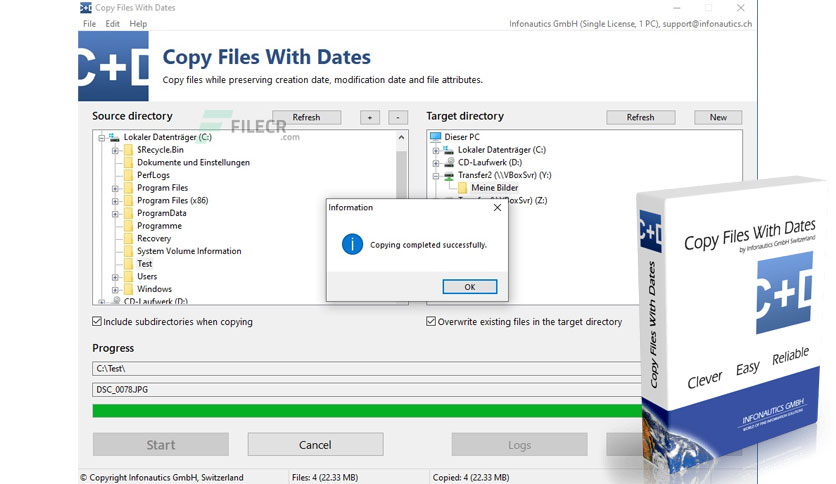 Copy Files With Dates
File Edit Help
Infonautics GmbH (Single License, 1 PC), support@infonautics.ch
C+D
Copy Files With Dates
Copy files while preserving creation date, modification date and file attributes.
Source directory
Refresh
+
-
FILECR
.com
Lokaler Datenträger (C:)
$Recycle.Bin
Dokumente und Einstellungen
PerfLogs
Program Files
Program Files (x86)
ProgramData
Programme
Recovery
System Volume Information
Test
Users
Windows
CD-Laufwerk (D:)
Target directory
Refresh
New
Dieser PC
Lokaler Datenträger (C:)
CD-Laufwerk (D:)
Transfer2 (\\VBoxSvr) (Y:)
Meine Bilder
(\\VBoxSvr) (Z:)
Information
Copying completed successfully.
OK
Include subdirectories when copying
Overwrite existing files in the target directory
Progress
C:\Test\
DSC_0078.JPG
Start
Cancel
Logs
© Copyright Infonautics GmbH, Switzerland
Files: 4 (22.33 MB)
Copied: 4 (22.33 MB)
C+D
Copy Files With Dates
Copy Files With Dates
by Infonautics GmbH Switzerland
C+D
Clever Easy Reliable
INFONAUTICS GMBH
WORLD OF FINE INFORMATION SOLUTIONS